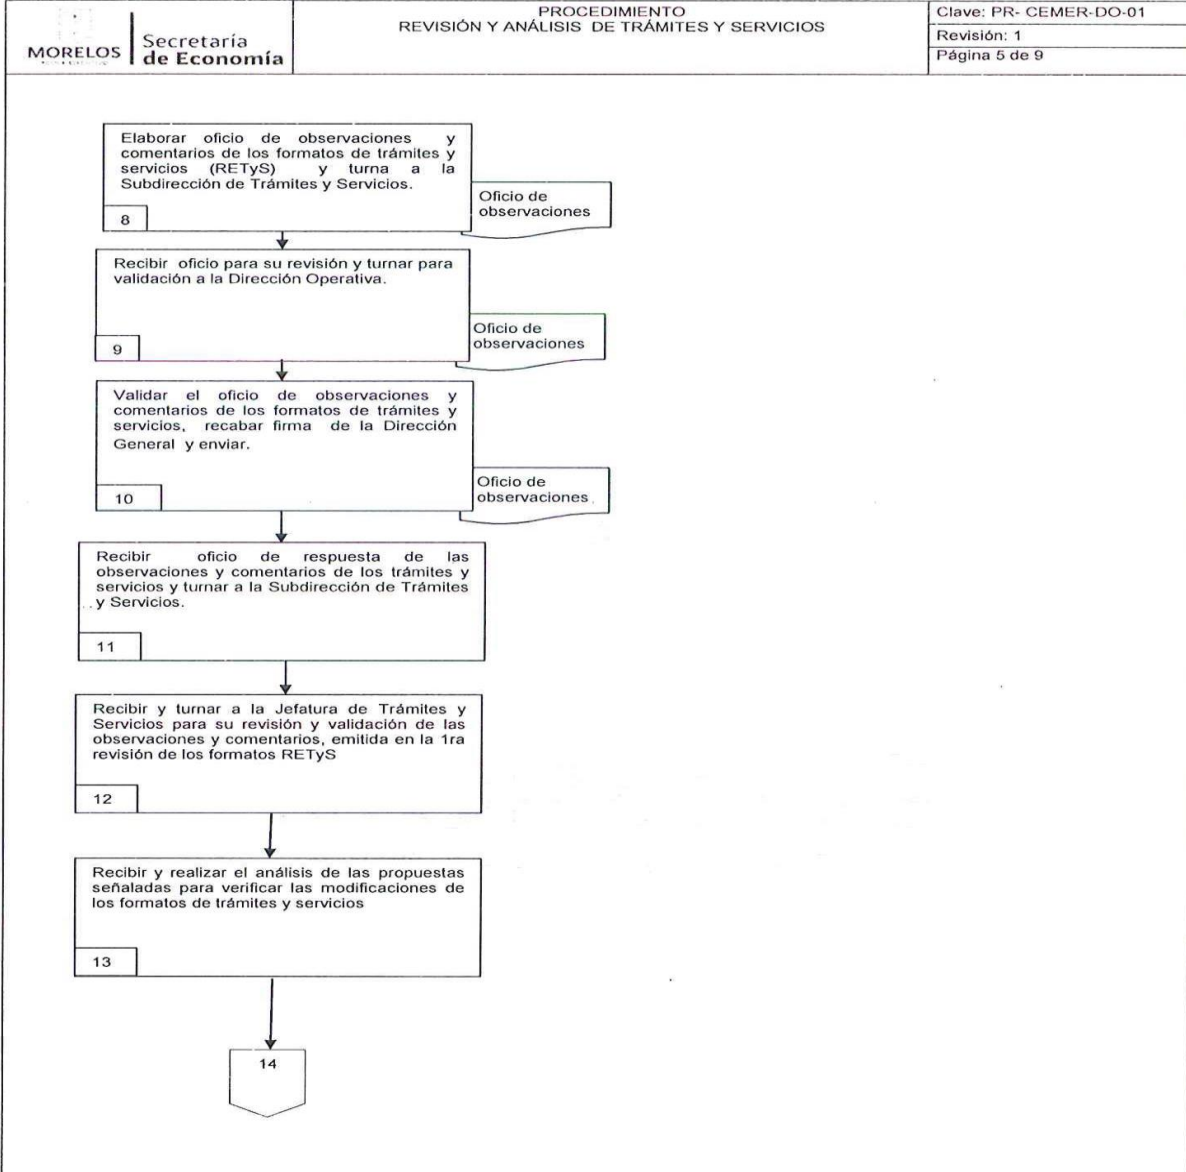 MORELOS
Secretaría
de Economía
PROCEDIMIENTO
REVISIÓN Y ANÁLISIS DE TRÁMITES Y SERVICIOS
Clave: PR- CEMER-DO-01
Revisión: 1
Página 5 de 9
Elaborar oficio de observaciones y
comentarios de los formatos de trámites y
servicios (RETyS) y turna a la
Subdirección de Trámites y Servicios.
8
Oficio de
observaciones
Recibir oficio para su revisión y turnar para
validación a la Dirección Operativa.
9
Oficio de
observaciones
Validar el oficio de observaciones y
comentarios de los formatos de trámites y
servicios, recabar firma de la Dirección
General y enviar.
10
Oficio de
observaciones
Recibir oficio de respuesta de las
observaciones y comentarios de los trámites y
servicios y turnar a la Subdirección de Trámites
y Servicios.
11
Recibir y turnar a la Jefatura de Trámites y
Servicios para su revisión y validación de las
observaciones y comentarios, emitida en la 1ra
revisión de los formatos RETyS
12
Recibir y realizar el análisis de las propuestas
señaladas para verificar las modificaciones de
los formatos de trámites y servicios
13
14